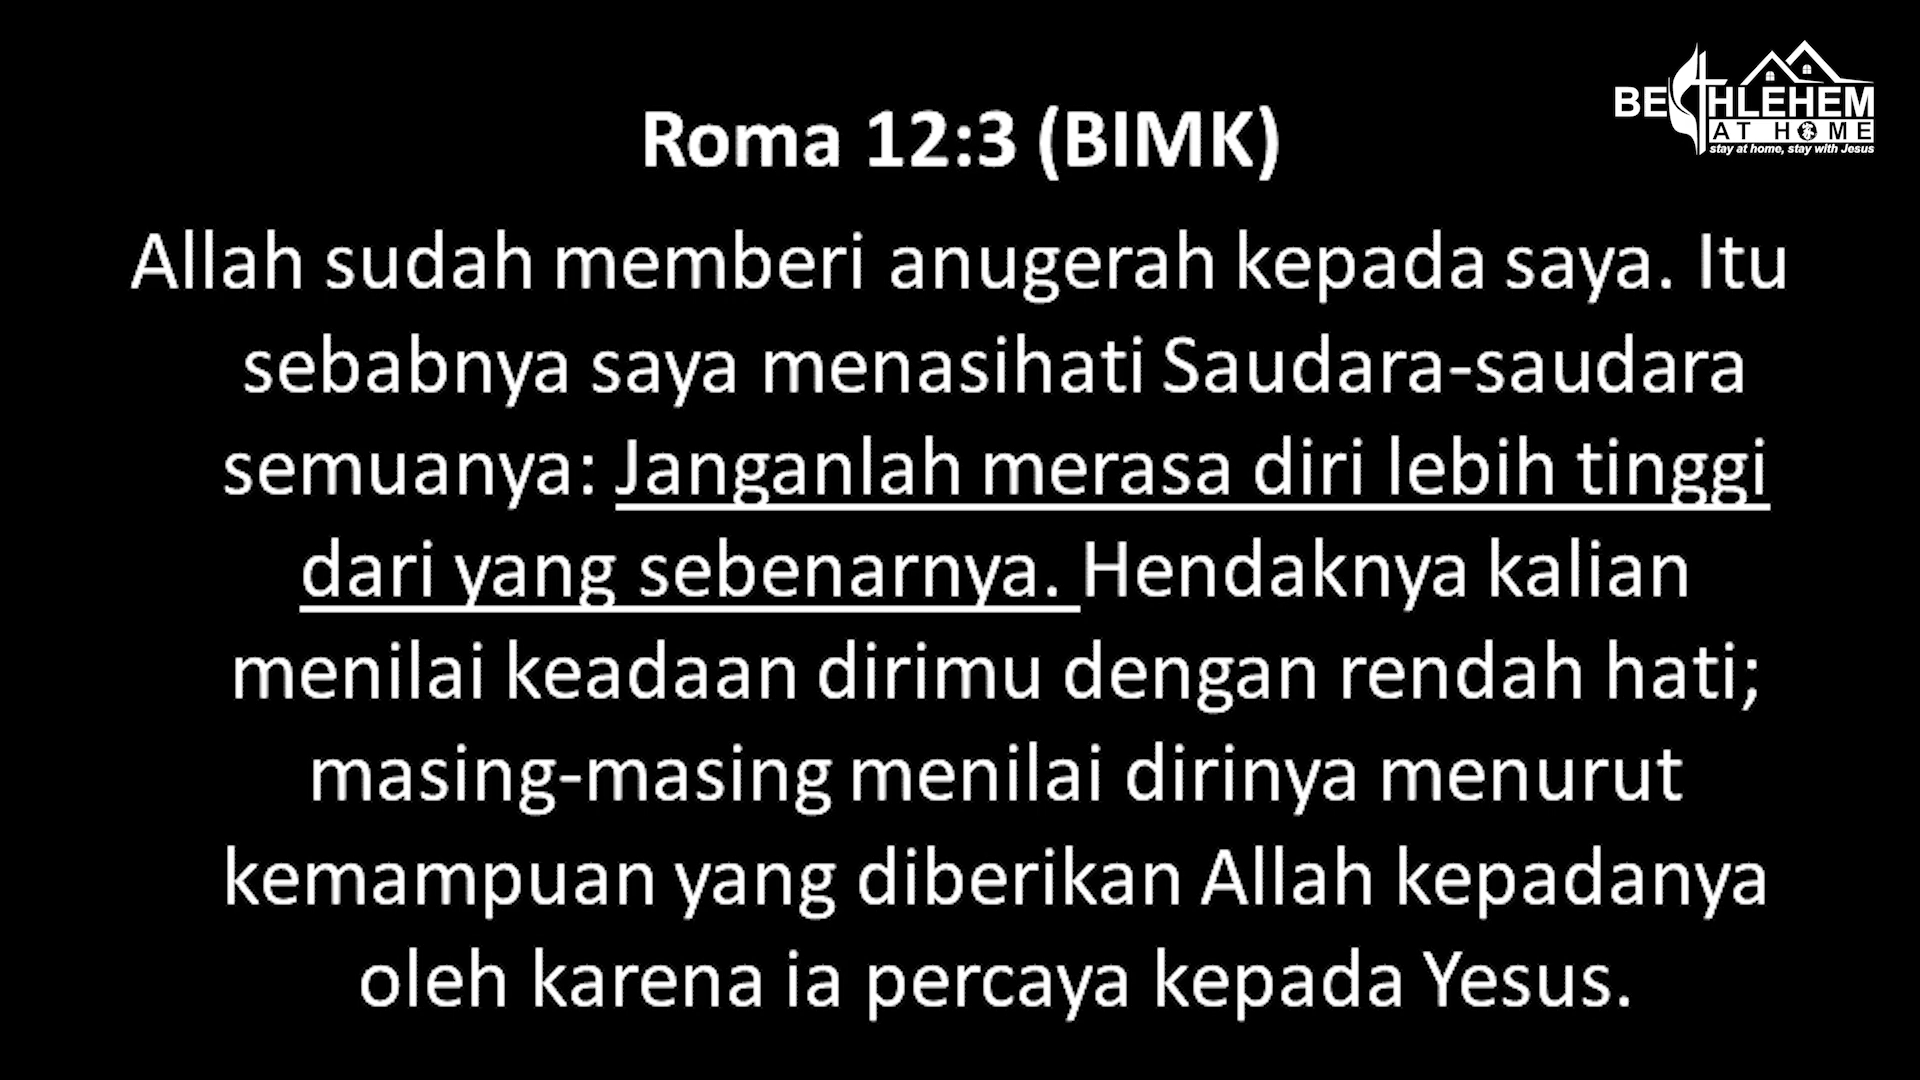 BETHLEHEM
AT HOME
stay at home, stay with Jesus
Roma 12:3 (BIMK)
Allah sudah memberi anugerah kepada saya. Itu
sebabnya saya menasihati Saudara-saudara
semuanya: Janganlah merasa diri lebih tinggi
dari yang sebenarnya. Hendaknya kalian
menilai keadaan dirimu dengan rendah hati;
masing-masing menilai dirinya menurut
kemampuan yang diberikan Allah kepadanya
oleh karena ia percaya kepada Yesus.